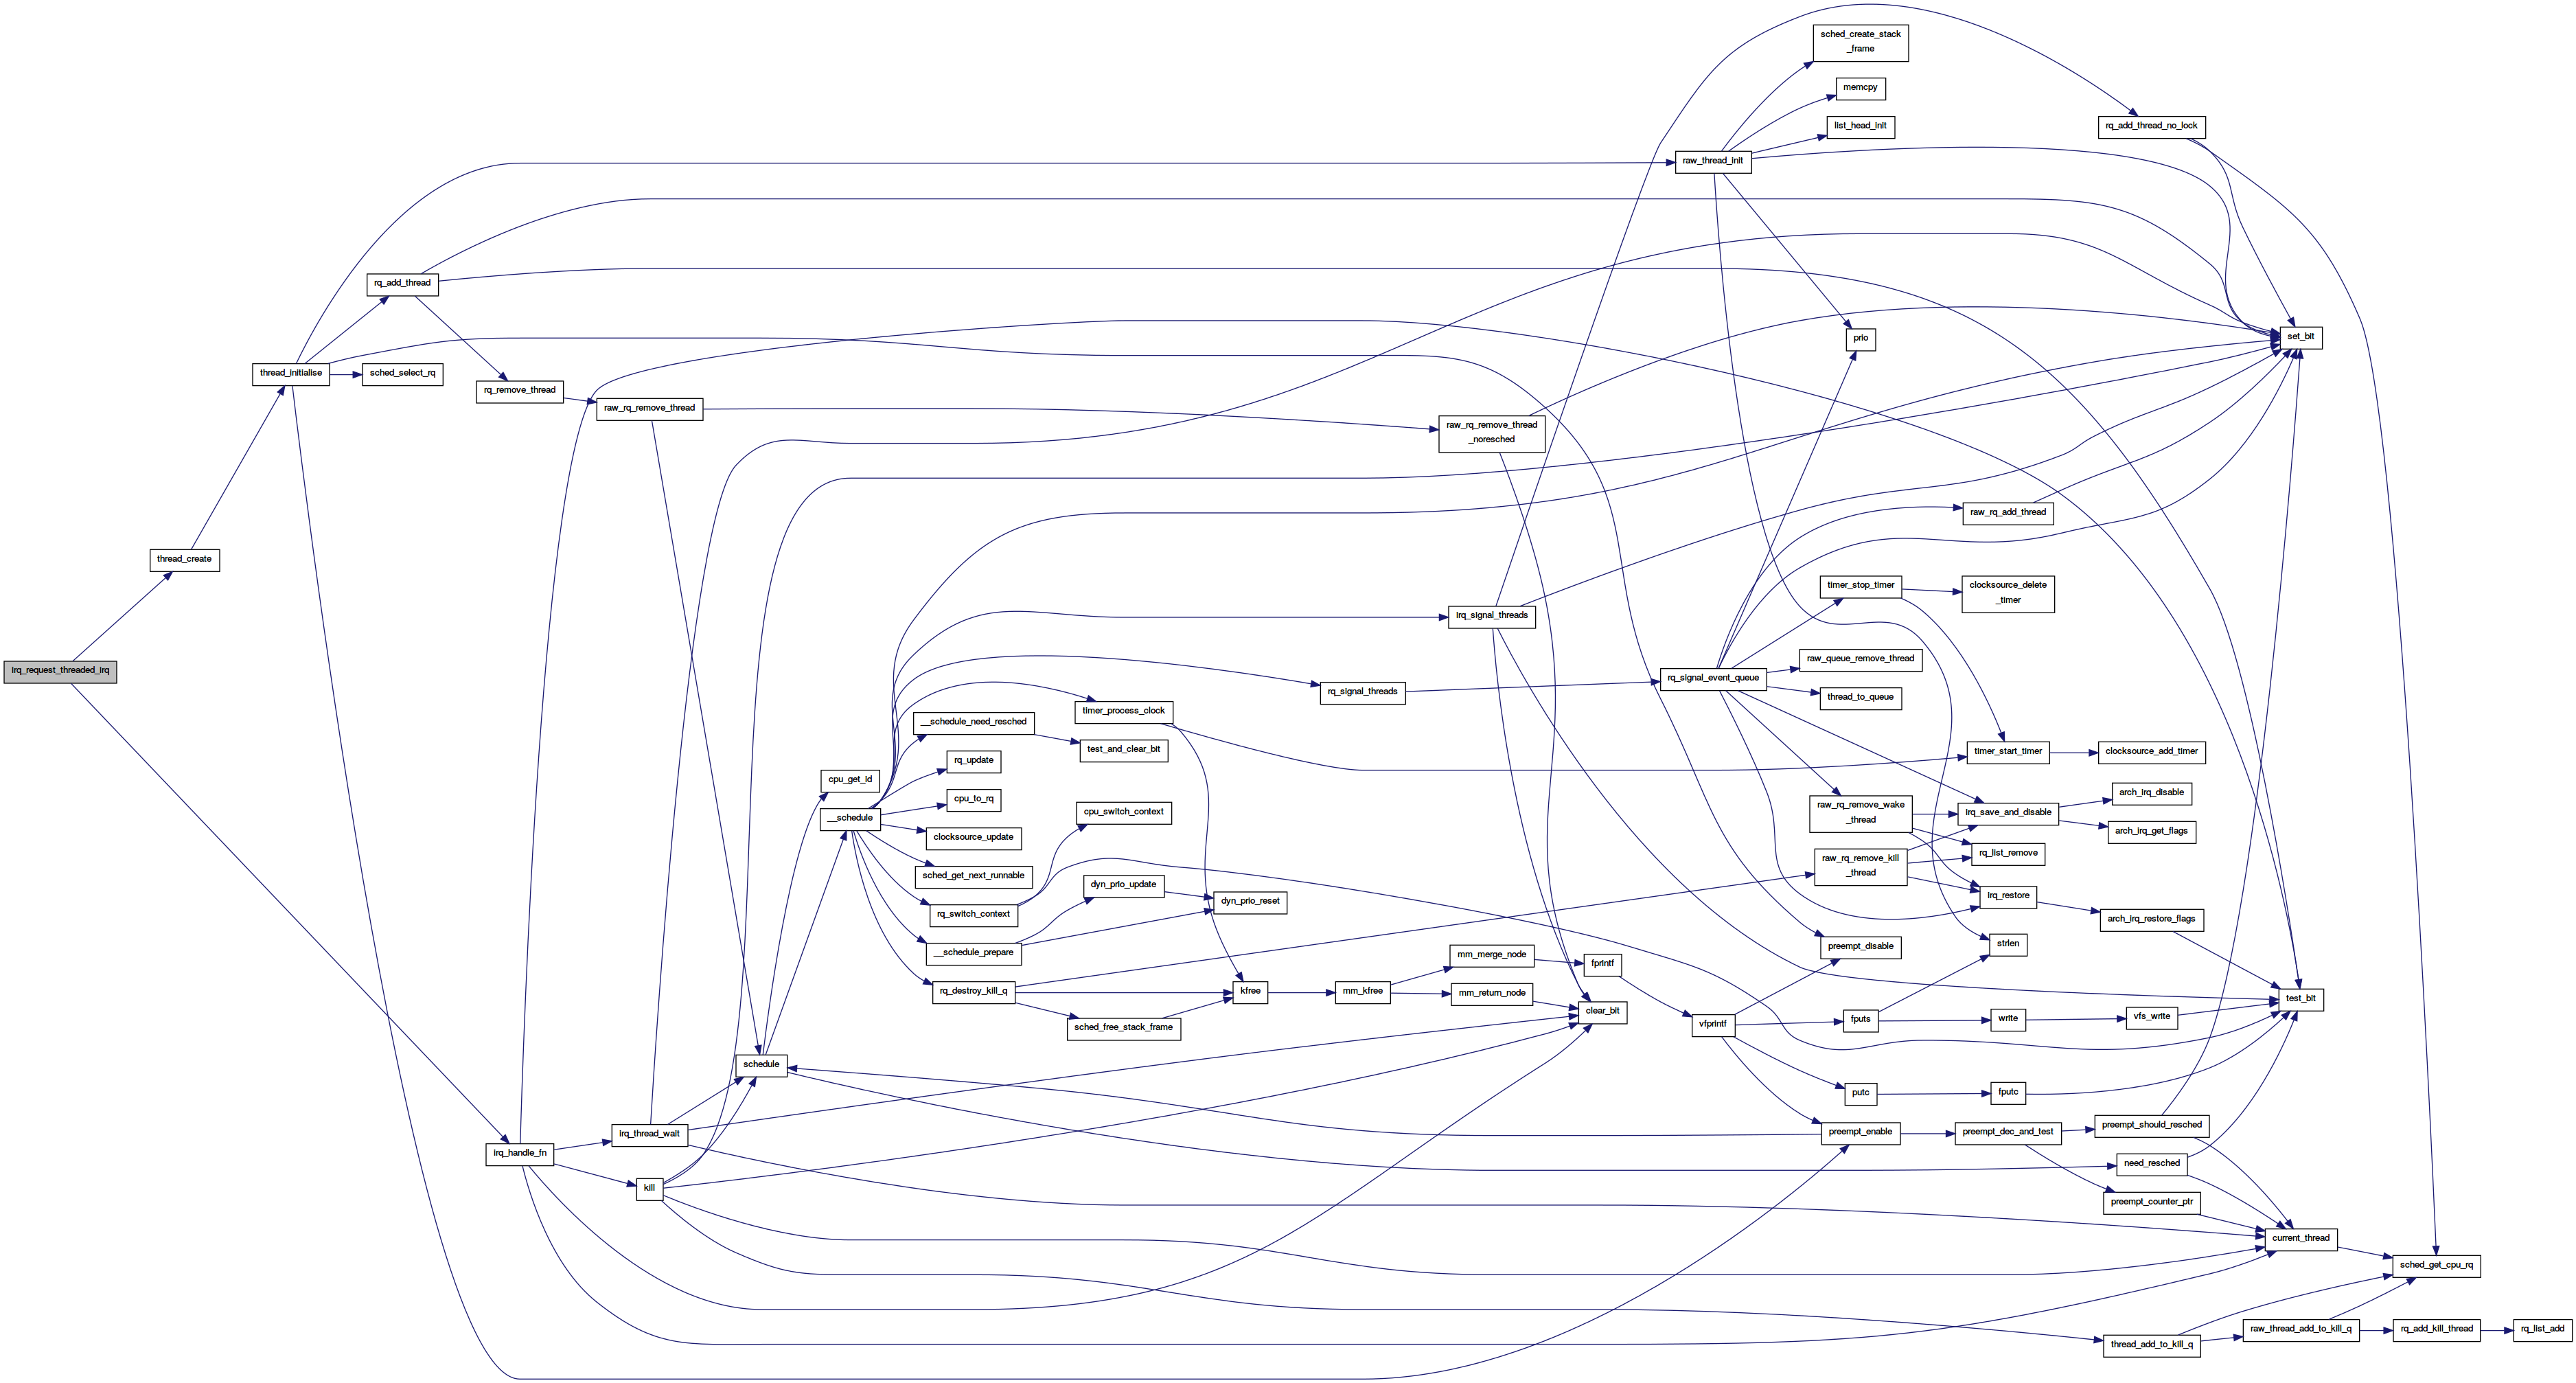 irq_request_threaded_irq
thread_create
thread_initialise
rq_add_thread
sched_select_rq
rq_remove_thread
raw_rq_remove_thread
irq_handle_fn
irq_thread_wait
kill
schedule
cpu_get_id
__schedule
__schedule_need_resched
rq_update
cpu_to_rq
clocksource_update
sched_get_next_runnable
rq_switch_context
__schedule_prepare
rq_destroy_kill_q
timer_process_clock
test_and_clear_bit
cpu_switch_context
dyn_prio_update
dyn_prio_reset
kfree
sched_free_stack_frame
rq_signal_threads
mm_kfree
raw_rq_remove_thread
_noresched
irq_signal_threads
mm_merge_node
mm_return_node
fprintf
clear_bit
raw_thread_init
rq_signal_event_queue
vfprintf
sched_create_stack
_frame
memcpy
list_head_init
prio
timer_stop_timer
raw_queue_remove_thread
thread_to_queue
raw_rq_remove_wake
_thread
raw_rq_remove_kill
_thread
preempt_disable
fputs
putc
preempt_enable
raw_rq_add_thread
clocksource_delete
_timer
timer_start_timer
irq_save_and_disable
rq_list_remove
irq_restore
strlen
write
fputc
preempt_dec_and_test
rq_add_thread_no_lock
clocksource_add_timer
arch_irq_disable
arch_irq_get_flags
arch_irq_restore_flags
vfs_write
preempt_should_resched
need_resched
preempt_counter_ptr
thread_add_to_kill_q
set_bit
test_bit
current_thread
raw_thread_add_to_kill_q
sched_get_cpu_rq
rq_add_kill_thread
rq_list_add